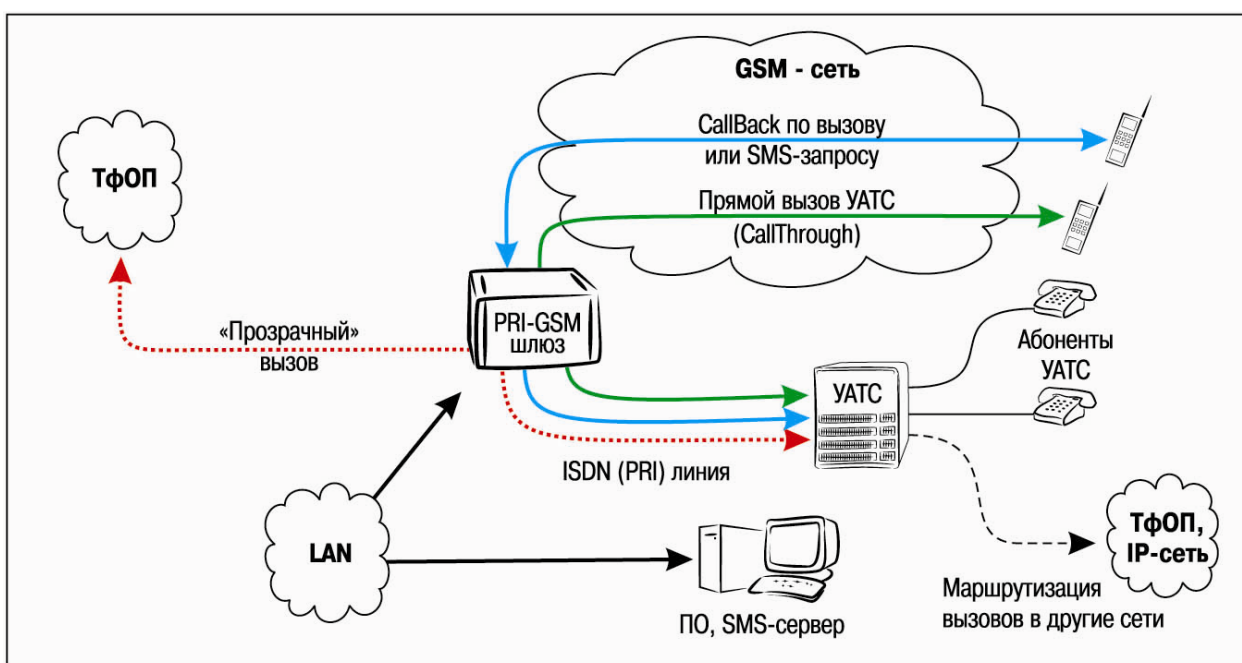 GSM - сеть
CallBack по вызову
или SMS-запросу
ТфОП
Прямой вызов УАТС
(CallThrough)
«Прозрачный»
вызов
PRI-GSM
шлюз
Абоненты
УАТС
УАТС
ISDN (PRI) линия
LAN
ТфОП,
IP-сеть
Маршрутизация
вызовов в другие сети
ПО, SMS-сервер